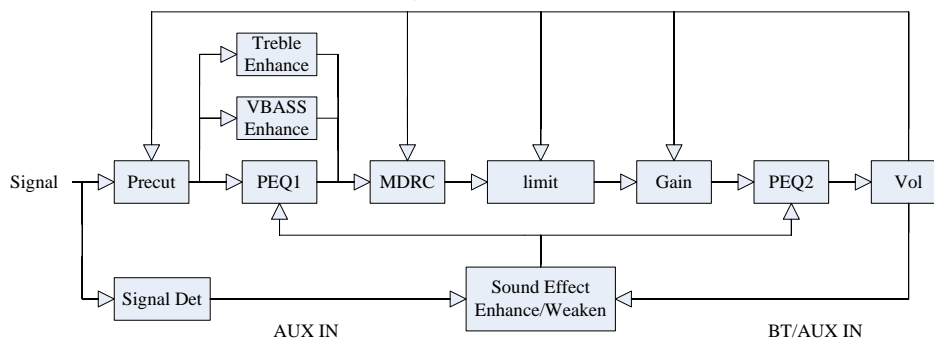 Treble
Enhance
VBASS
Enhance
Signal
Precut
PEQ1
MDRC
limit
Gain
PEQ2
Vol
Signal Det
Sound Effect
Enhance/Weaken
AUX IN
BT/AUX IN